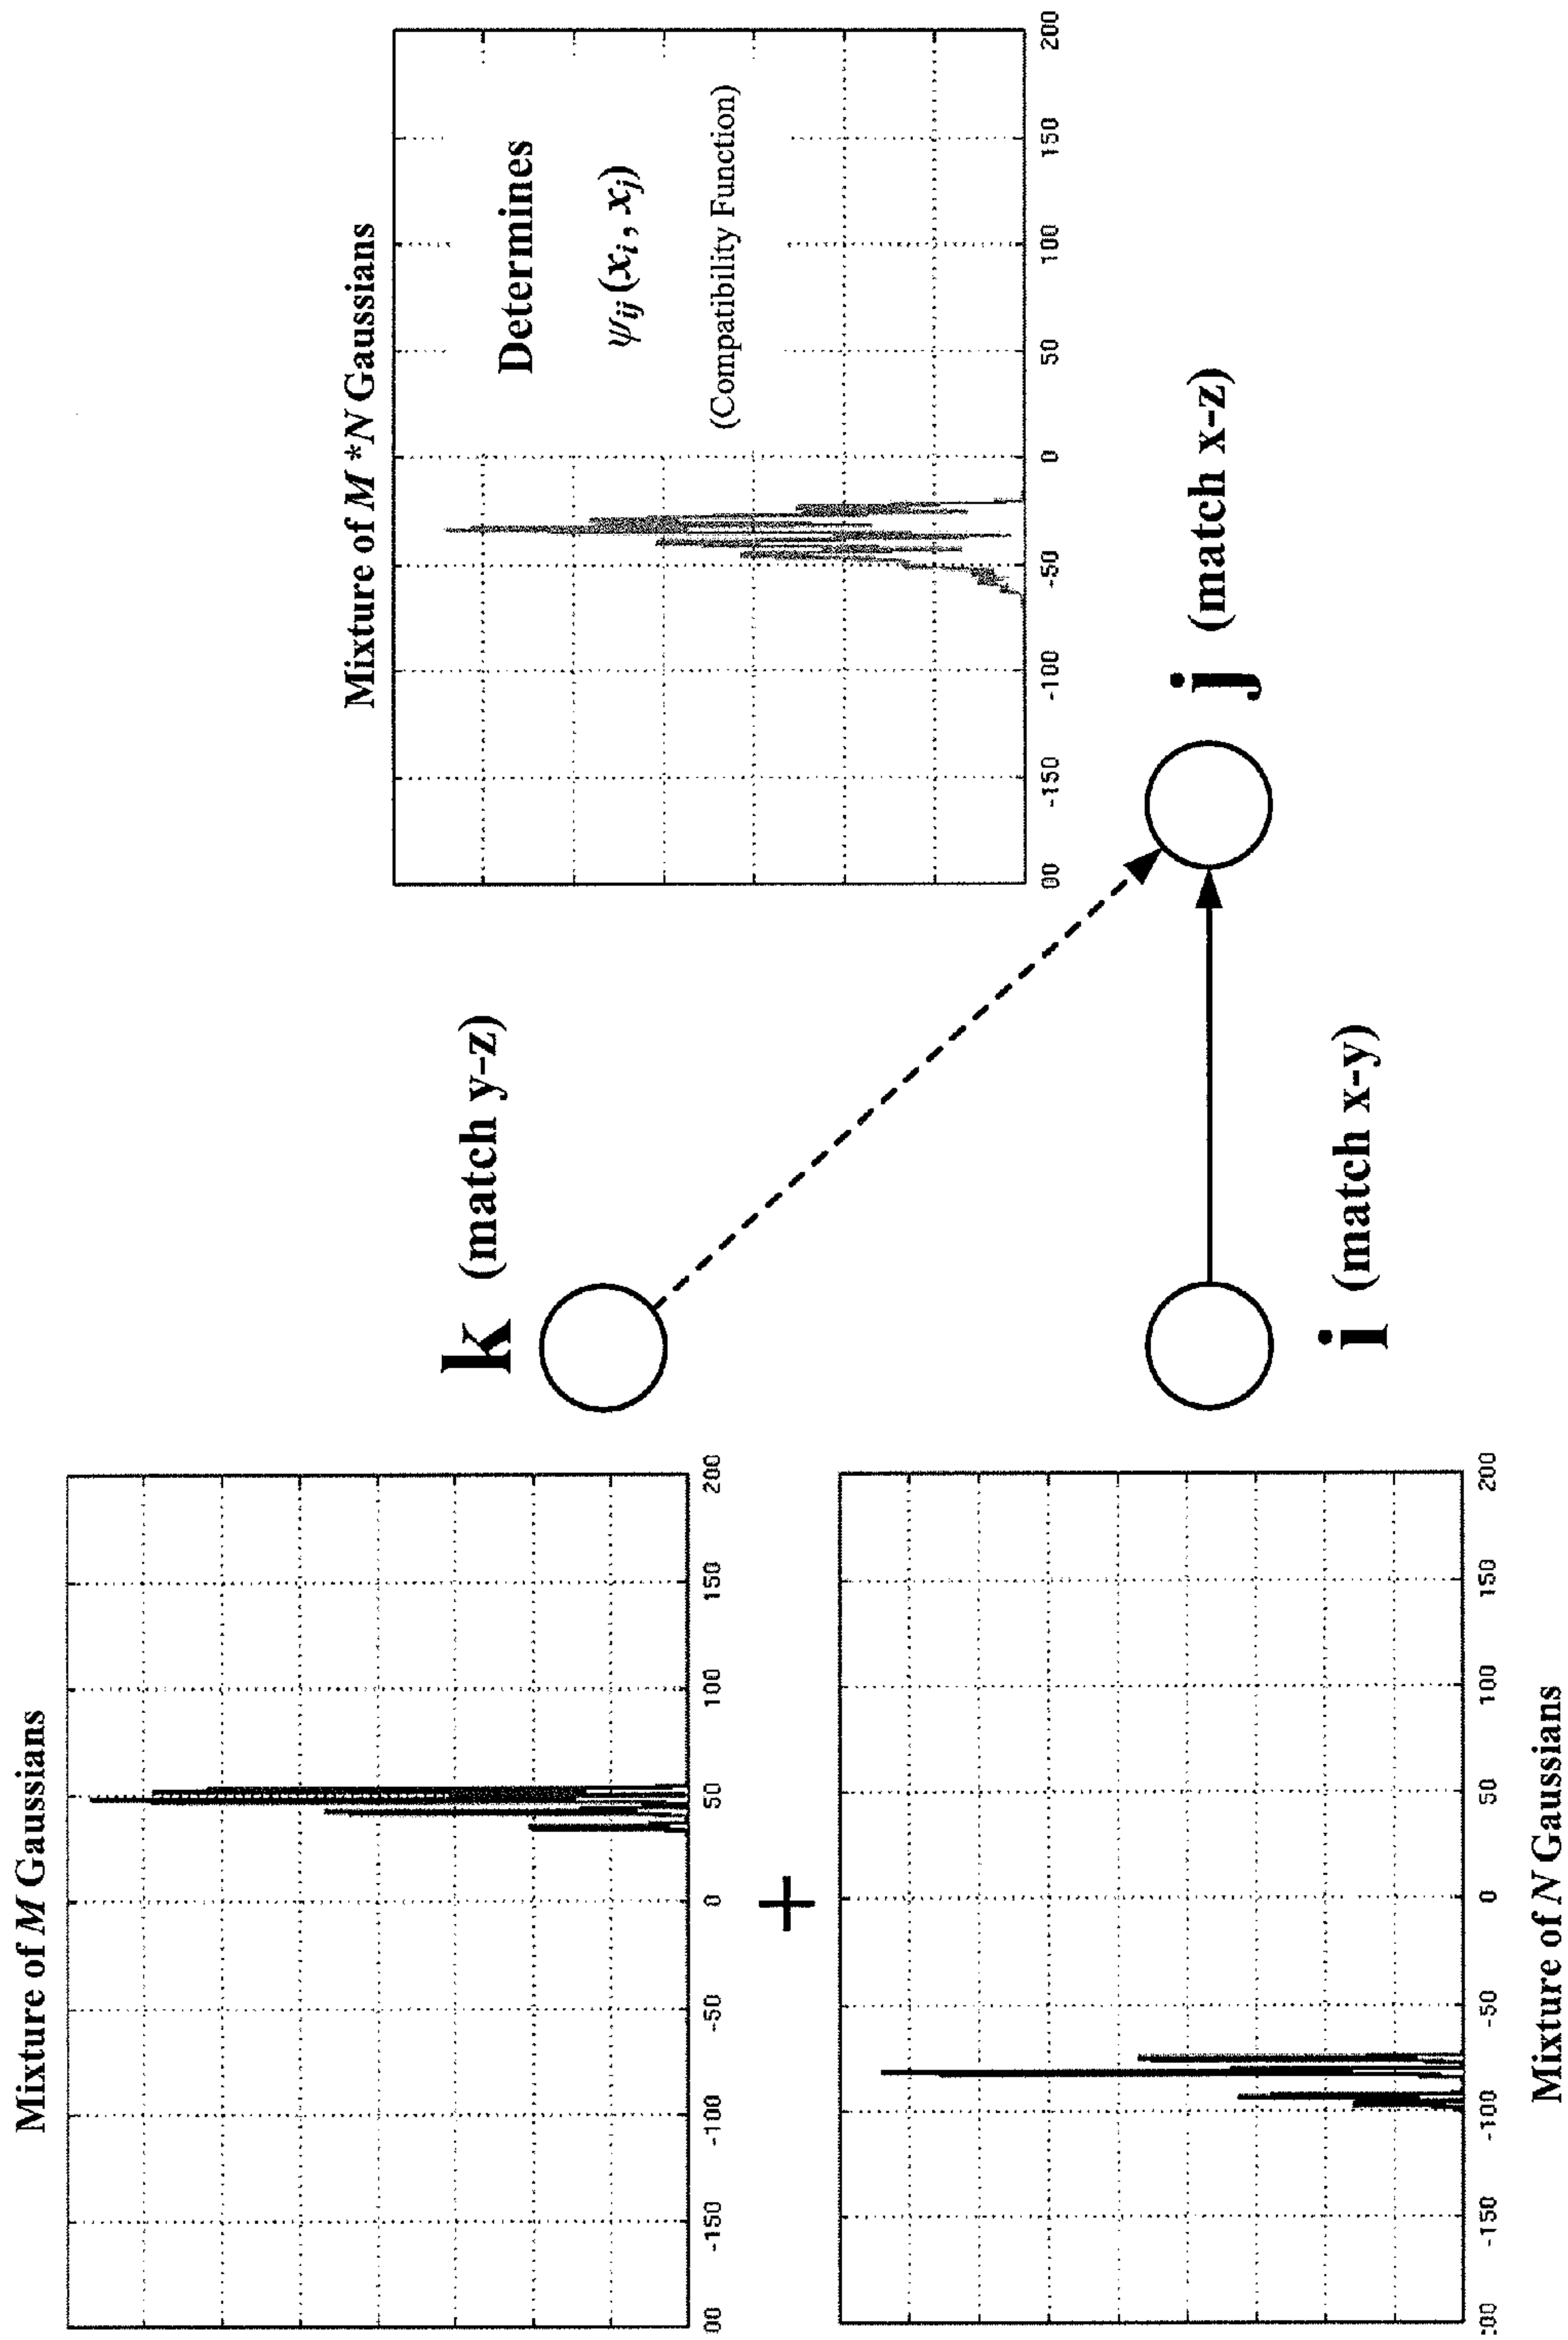 Mixture of M Gaussians
00 -150 -100 -50 0 50 100 150 200
+
00 -150 -100 -50 0 50 100 150 200
Mixture of N Gaussians
k (match y-z)
i (match x-y)
Mixture of M *N Gaussians
Determines
ψij (xi , xj)
(Compatibility Function)
00 -150 -100 -50 0 50 100 150 200
j (match x-z)